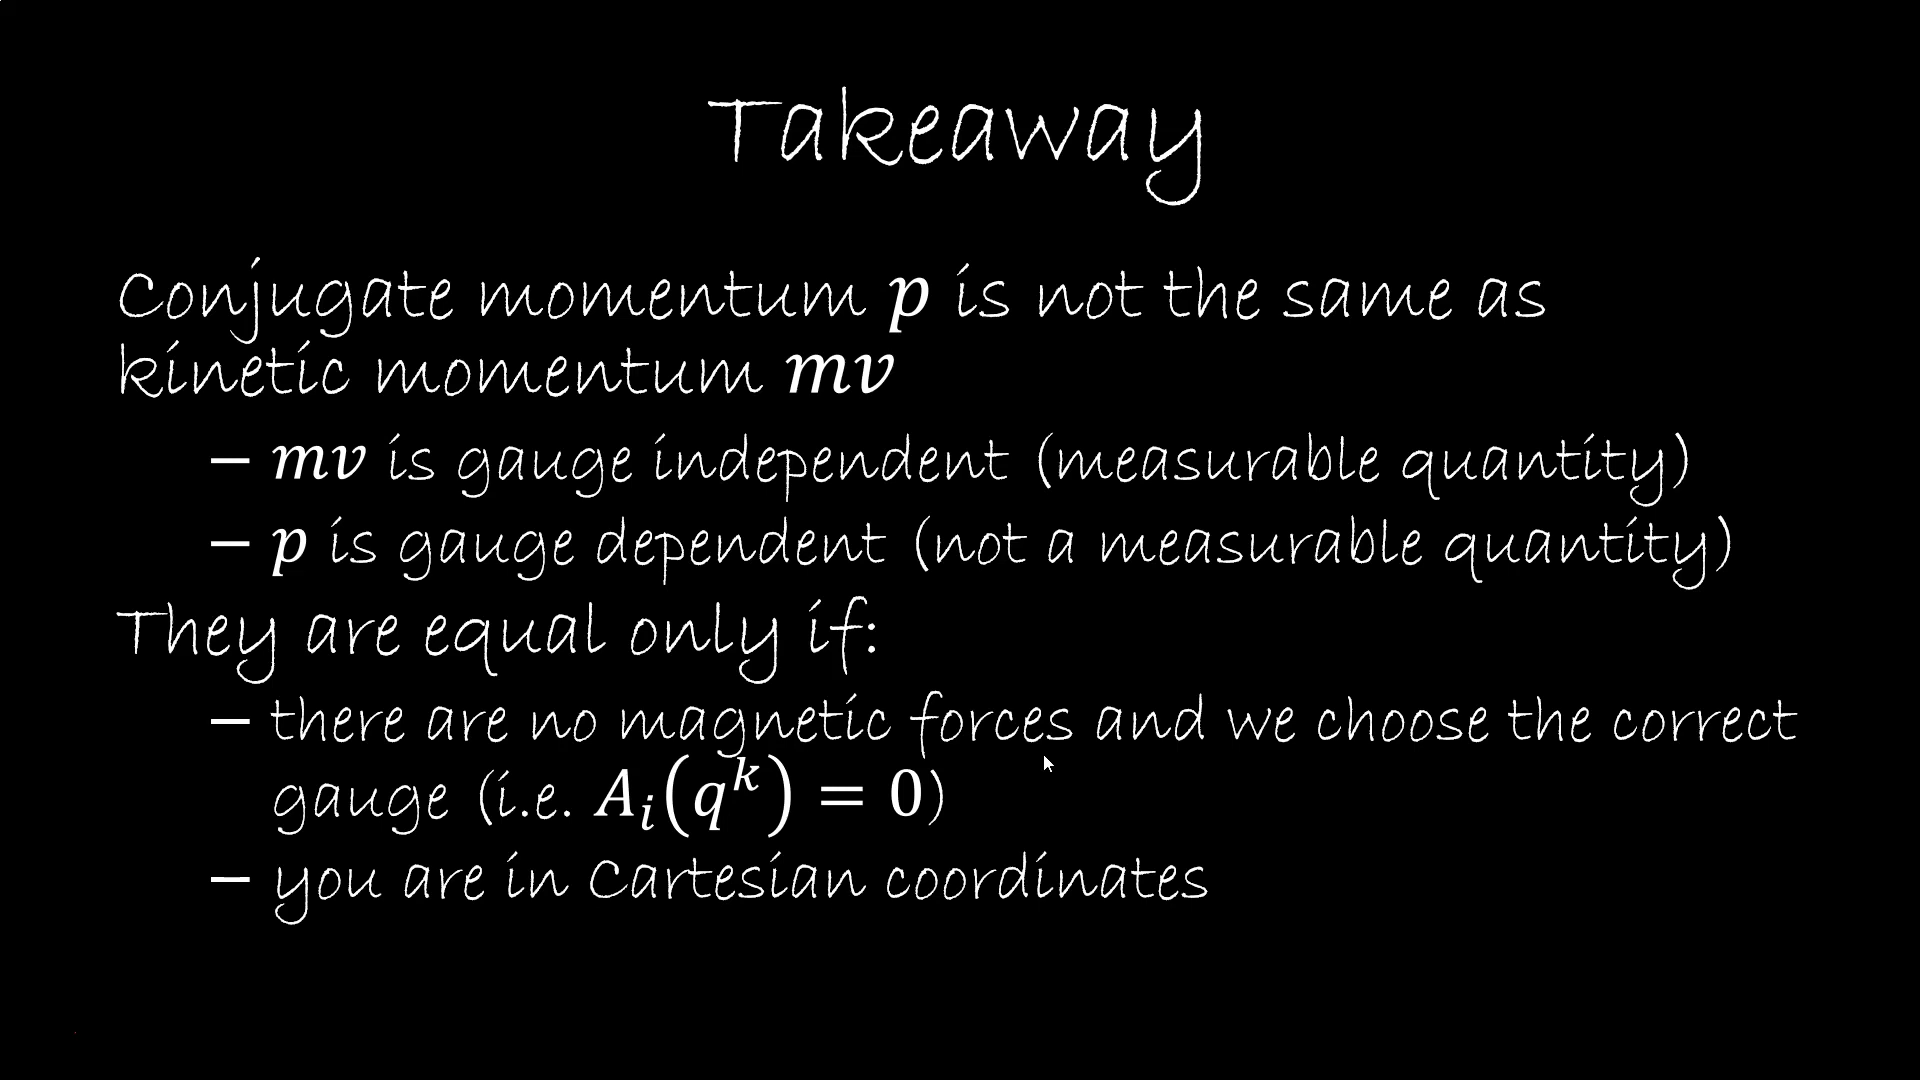 Takeaway
Conjugate momentum p is not the same as
kinetic momentum mv
– mv is gauge independent (measurable quantity)
– p is gauge dependent (not a measurable quantity)
They are equal only if:
– there are no magnetic forces and we choose the correct
gauge (i.e. Aᵢ(qᵏ) = 0)
– you are in Cartesian coordinates